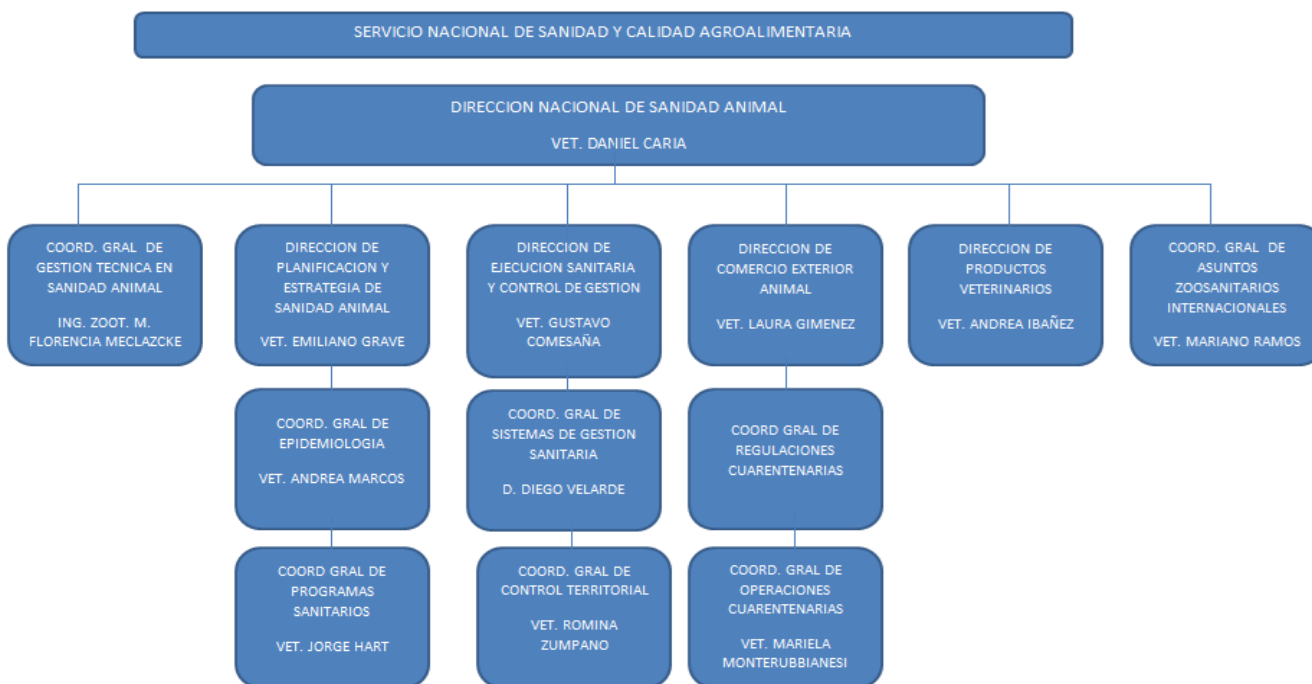 SERVICIO NACIONAL DE SANIDAD Y CALIDAD AGROALIMENTARIA
DIRECCION NACIONAL DE SANIDAD ANIMAL
VET. DANIEL CARIA
COORD. GRAL DE
GESTION TECNICA EN
SANIDAD ANIMAL
ING. ZOOT. M.
FLORENCIA MECLAZCKE
DIRECCION DE
PLANIFICACION Y
ESTRATEGIA DE
SANIDAD ANIMAL
VET. EMILIANO GRAVE
DIRECCION DE
EJECUCION SANITARIA
Y CONTROL DE GESTION
VET. GUSTAVO
COMESAÑA
DIRECCION DE
COMERCIO EXTERIOR
ANIMAL
VET. LAURA GIMENEZ
DIRECCION DE
PRODUCTOS
VETERINARIOS
VET. ANDREA IBAÑEZ
COORD. GRAL DE
ASUNTOS
ZOOSANITARIOS
INTERNACIONALES
VET. MARIANO RAMOS
COORD. GRAL DE
EPIDEMIOLOGIA
VET. ANDREA MARCOS
COORD. GRAL DE
SISTEMAS DE GESTION
SANITARIA
D. DIEGO VELARDE
COORD GRAL DE
REGULACIONES
CUARENTENARIAS
COORD GRAL DE
PROGRAMAS
SANITARIOS
VET. JORGE HART
COORD. GRAL DE
CONTROL TERRITORIAL
VET. ROMINA
ZUMPANO
COORD. GRAL DE
OPERACIONES
CUARENTENARIAS
VET. MARIELA
MONTERUBBIANESI